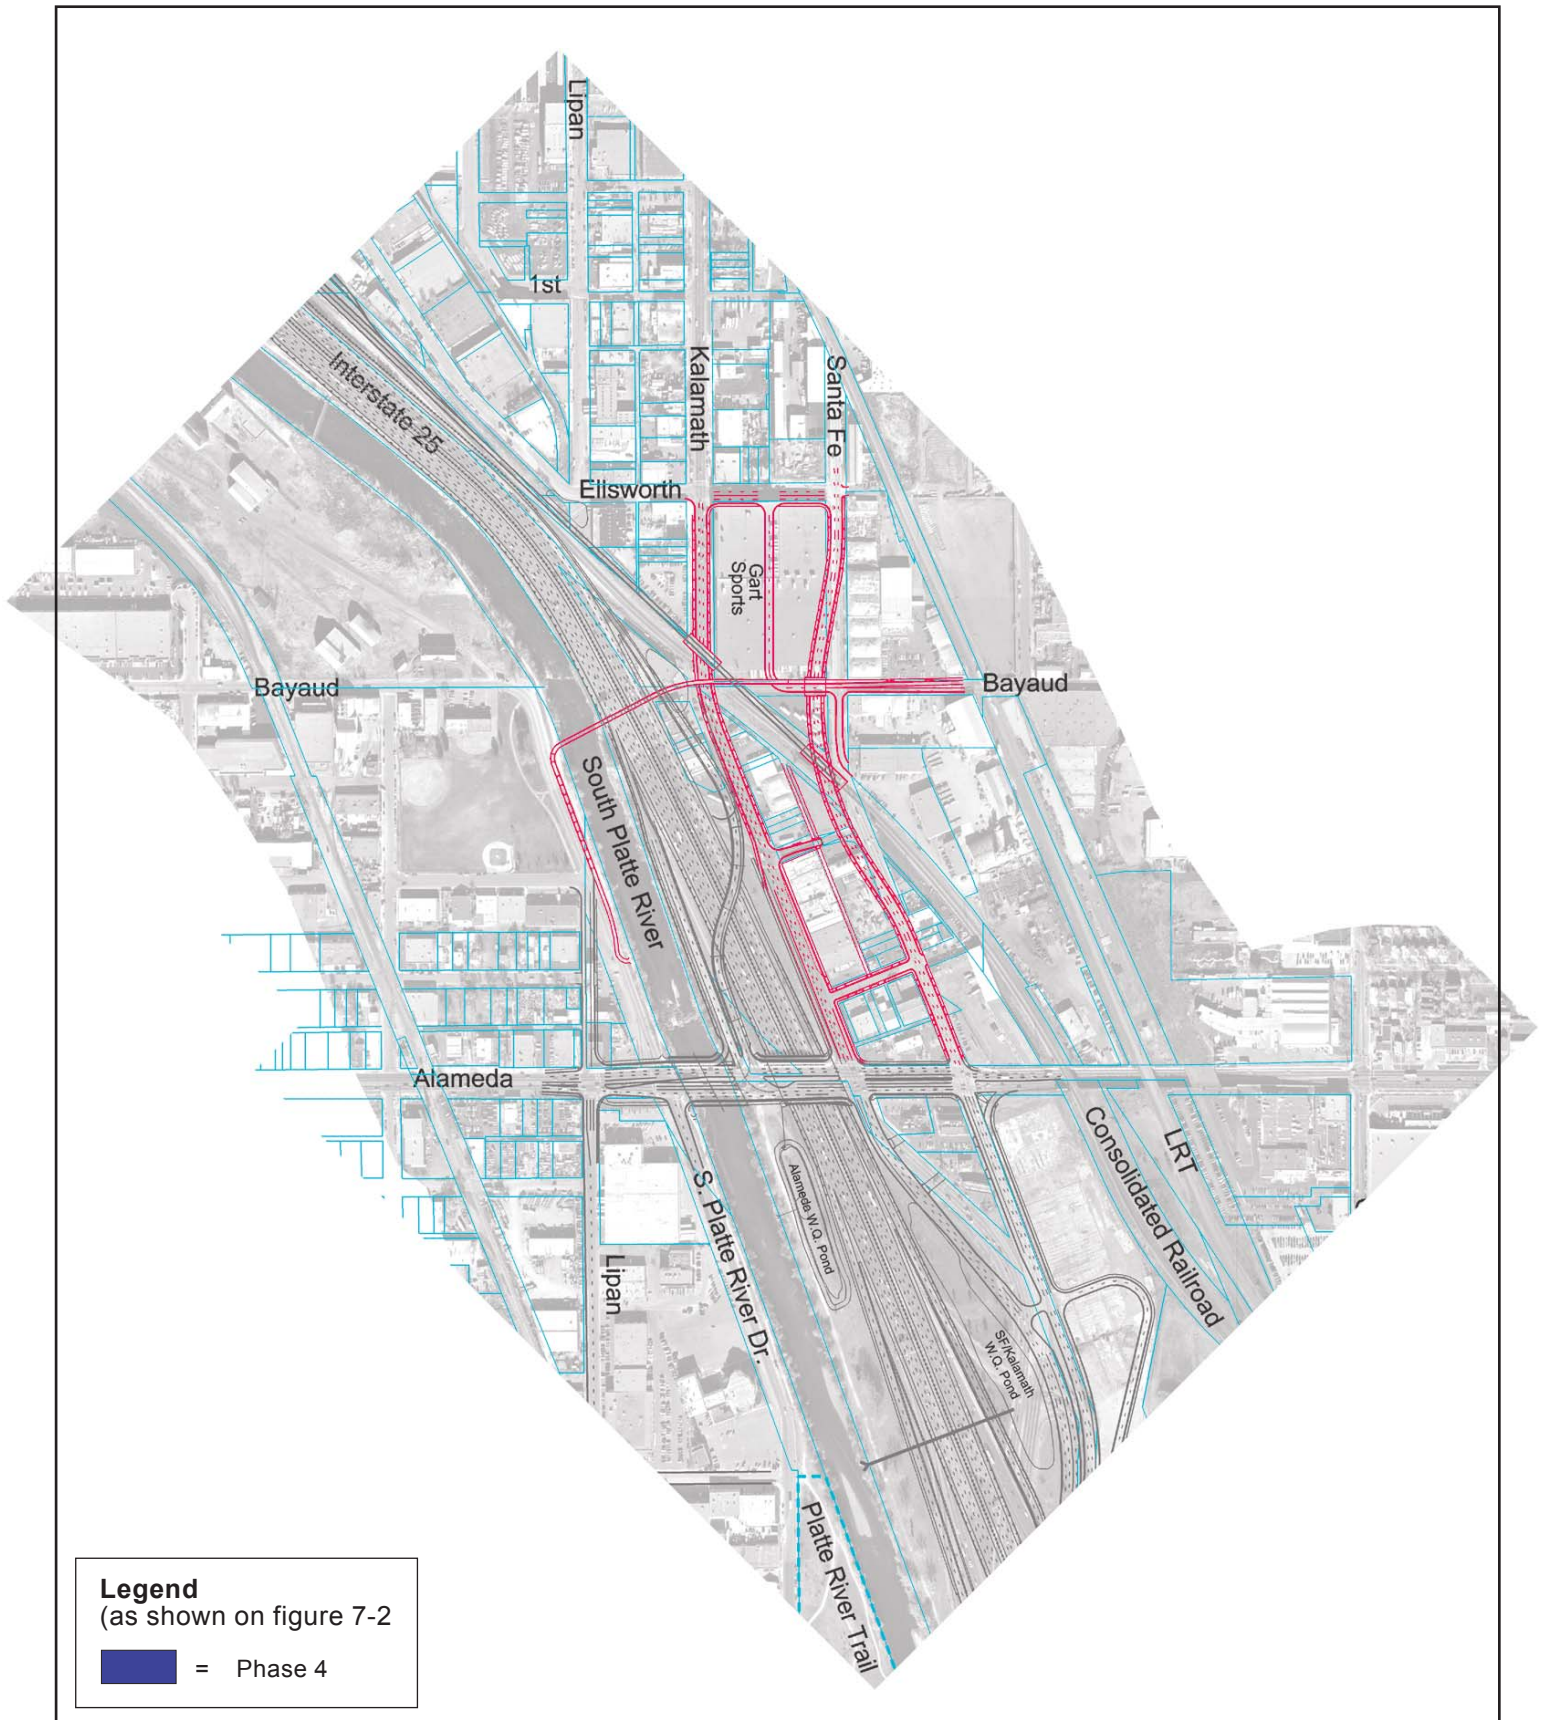 Lipan
1st
Interstate 25
Kalamath
Santa Fe
Ellsworth
Gart
Sports
Bayaud
Bayaud
South Platte River
Alameda
Consolidated Railroad
LRT
Alameda W.Q. Pond
S. Platte River Dr.
Lipan
SF/Kalamath
W.Q. Pond
Platte River Trail
Legend
(as shown on figure 7-2
= Phase 4